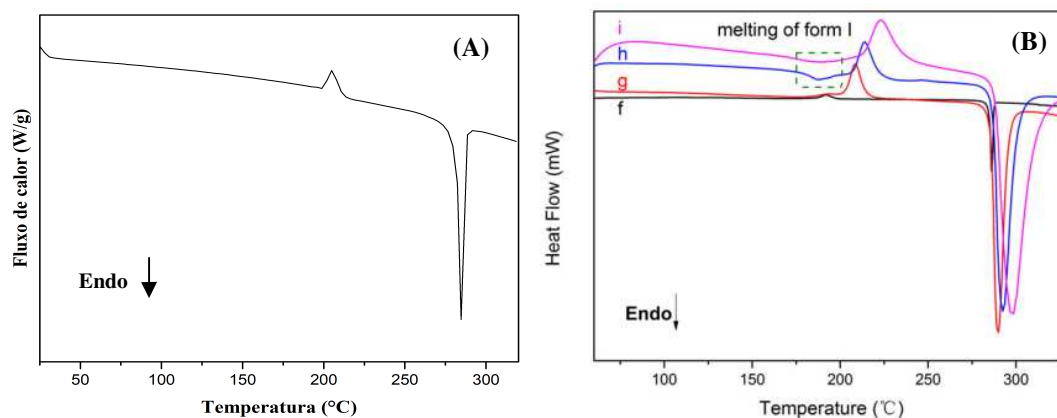 (A)
Fluxo de calor (W/g)
Endo
50
100
150
200
250
300
Temperatura (°C)
(B)
melting of form I
i
h
g
f
Heat Flow (mW)
Endo
100
150
200
250
300
Temperature (℃)